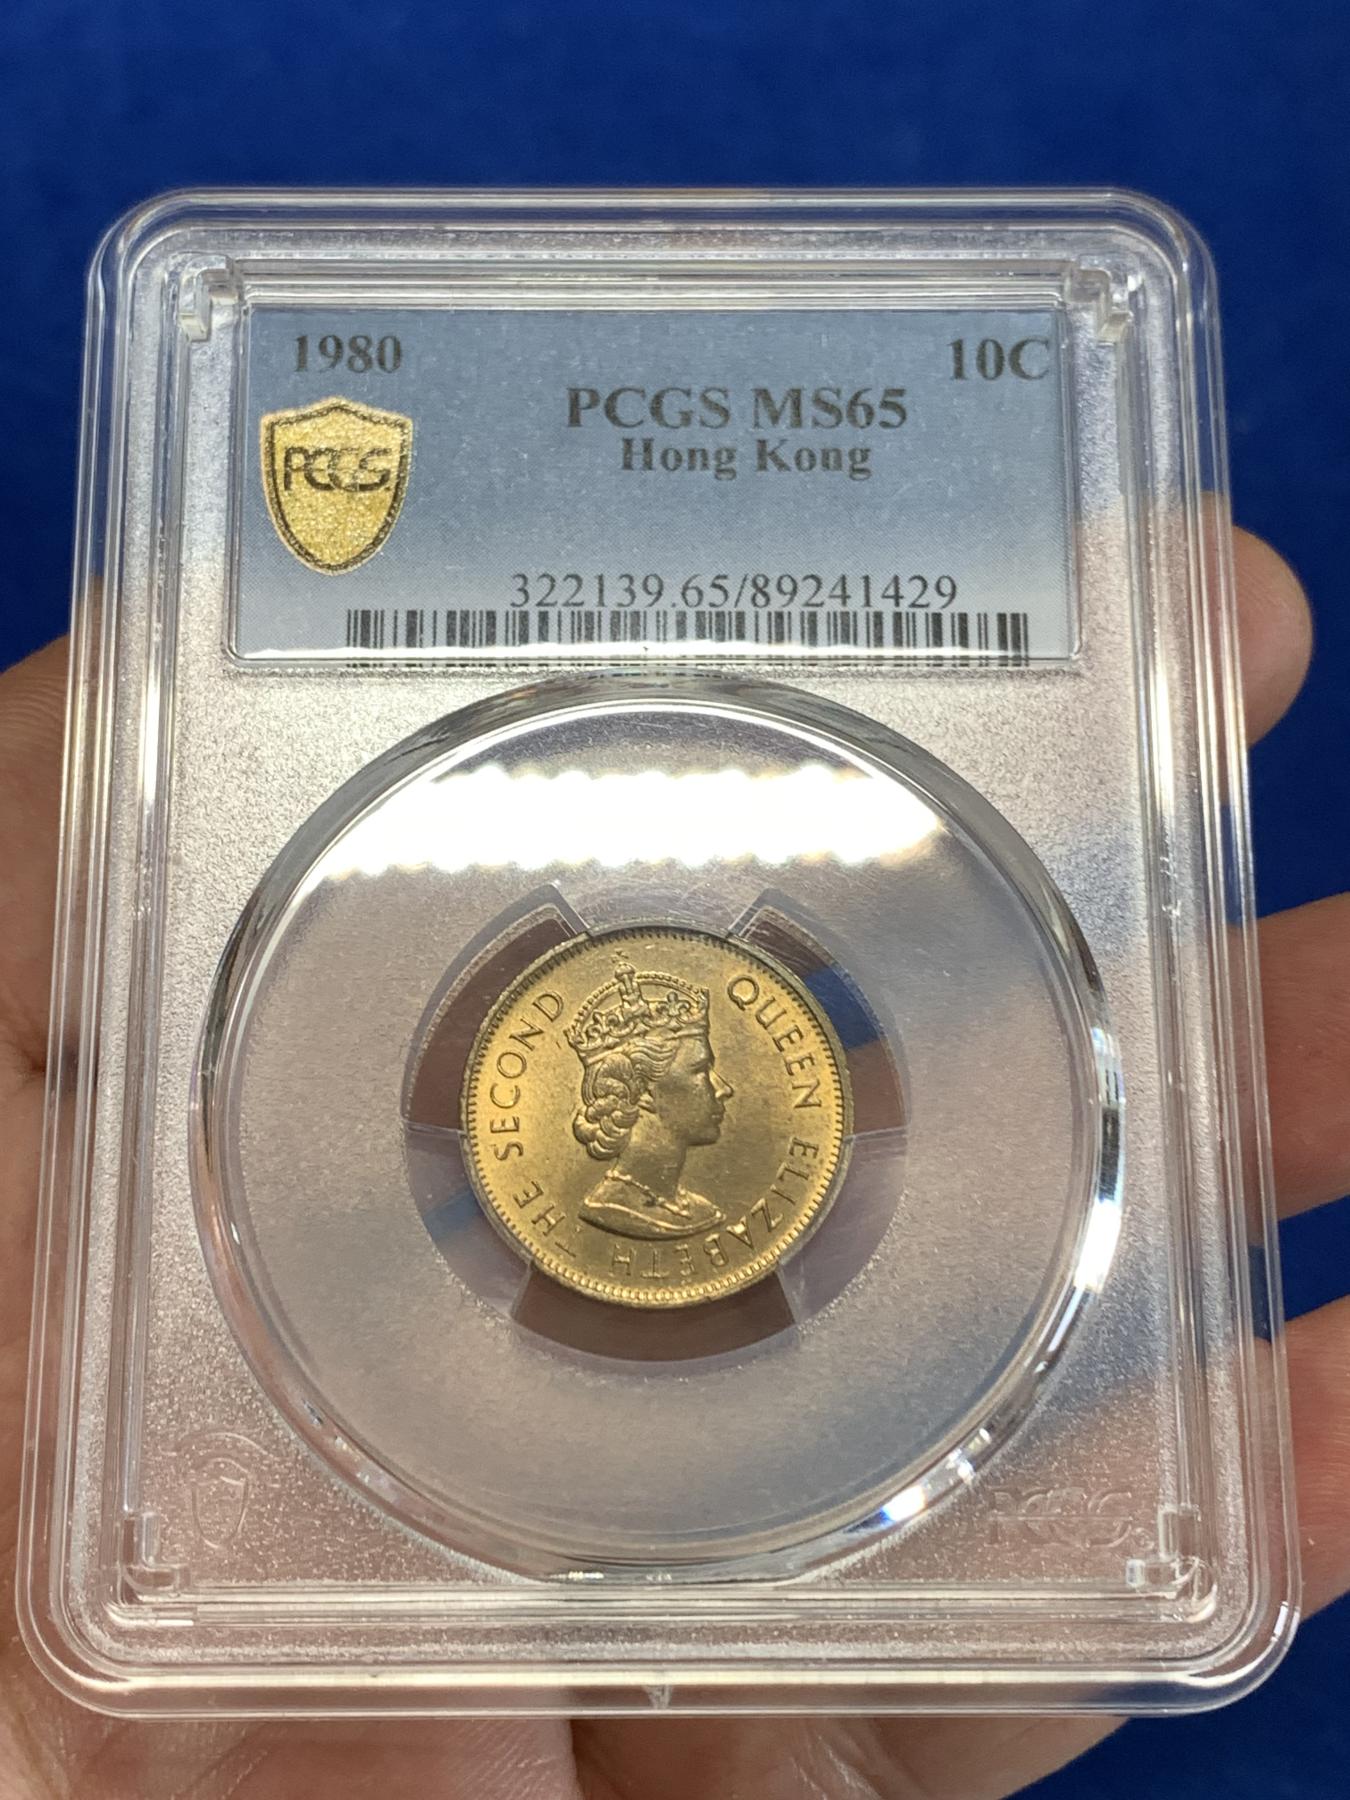 1980
10C
PCGS MS65
Hong Kong
PCGS
322139.65/89241429
QUEEN ELIZABETH THE SECOND
PCGS